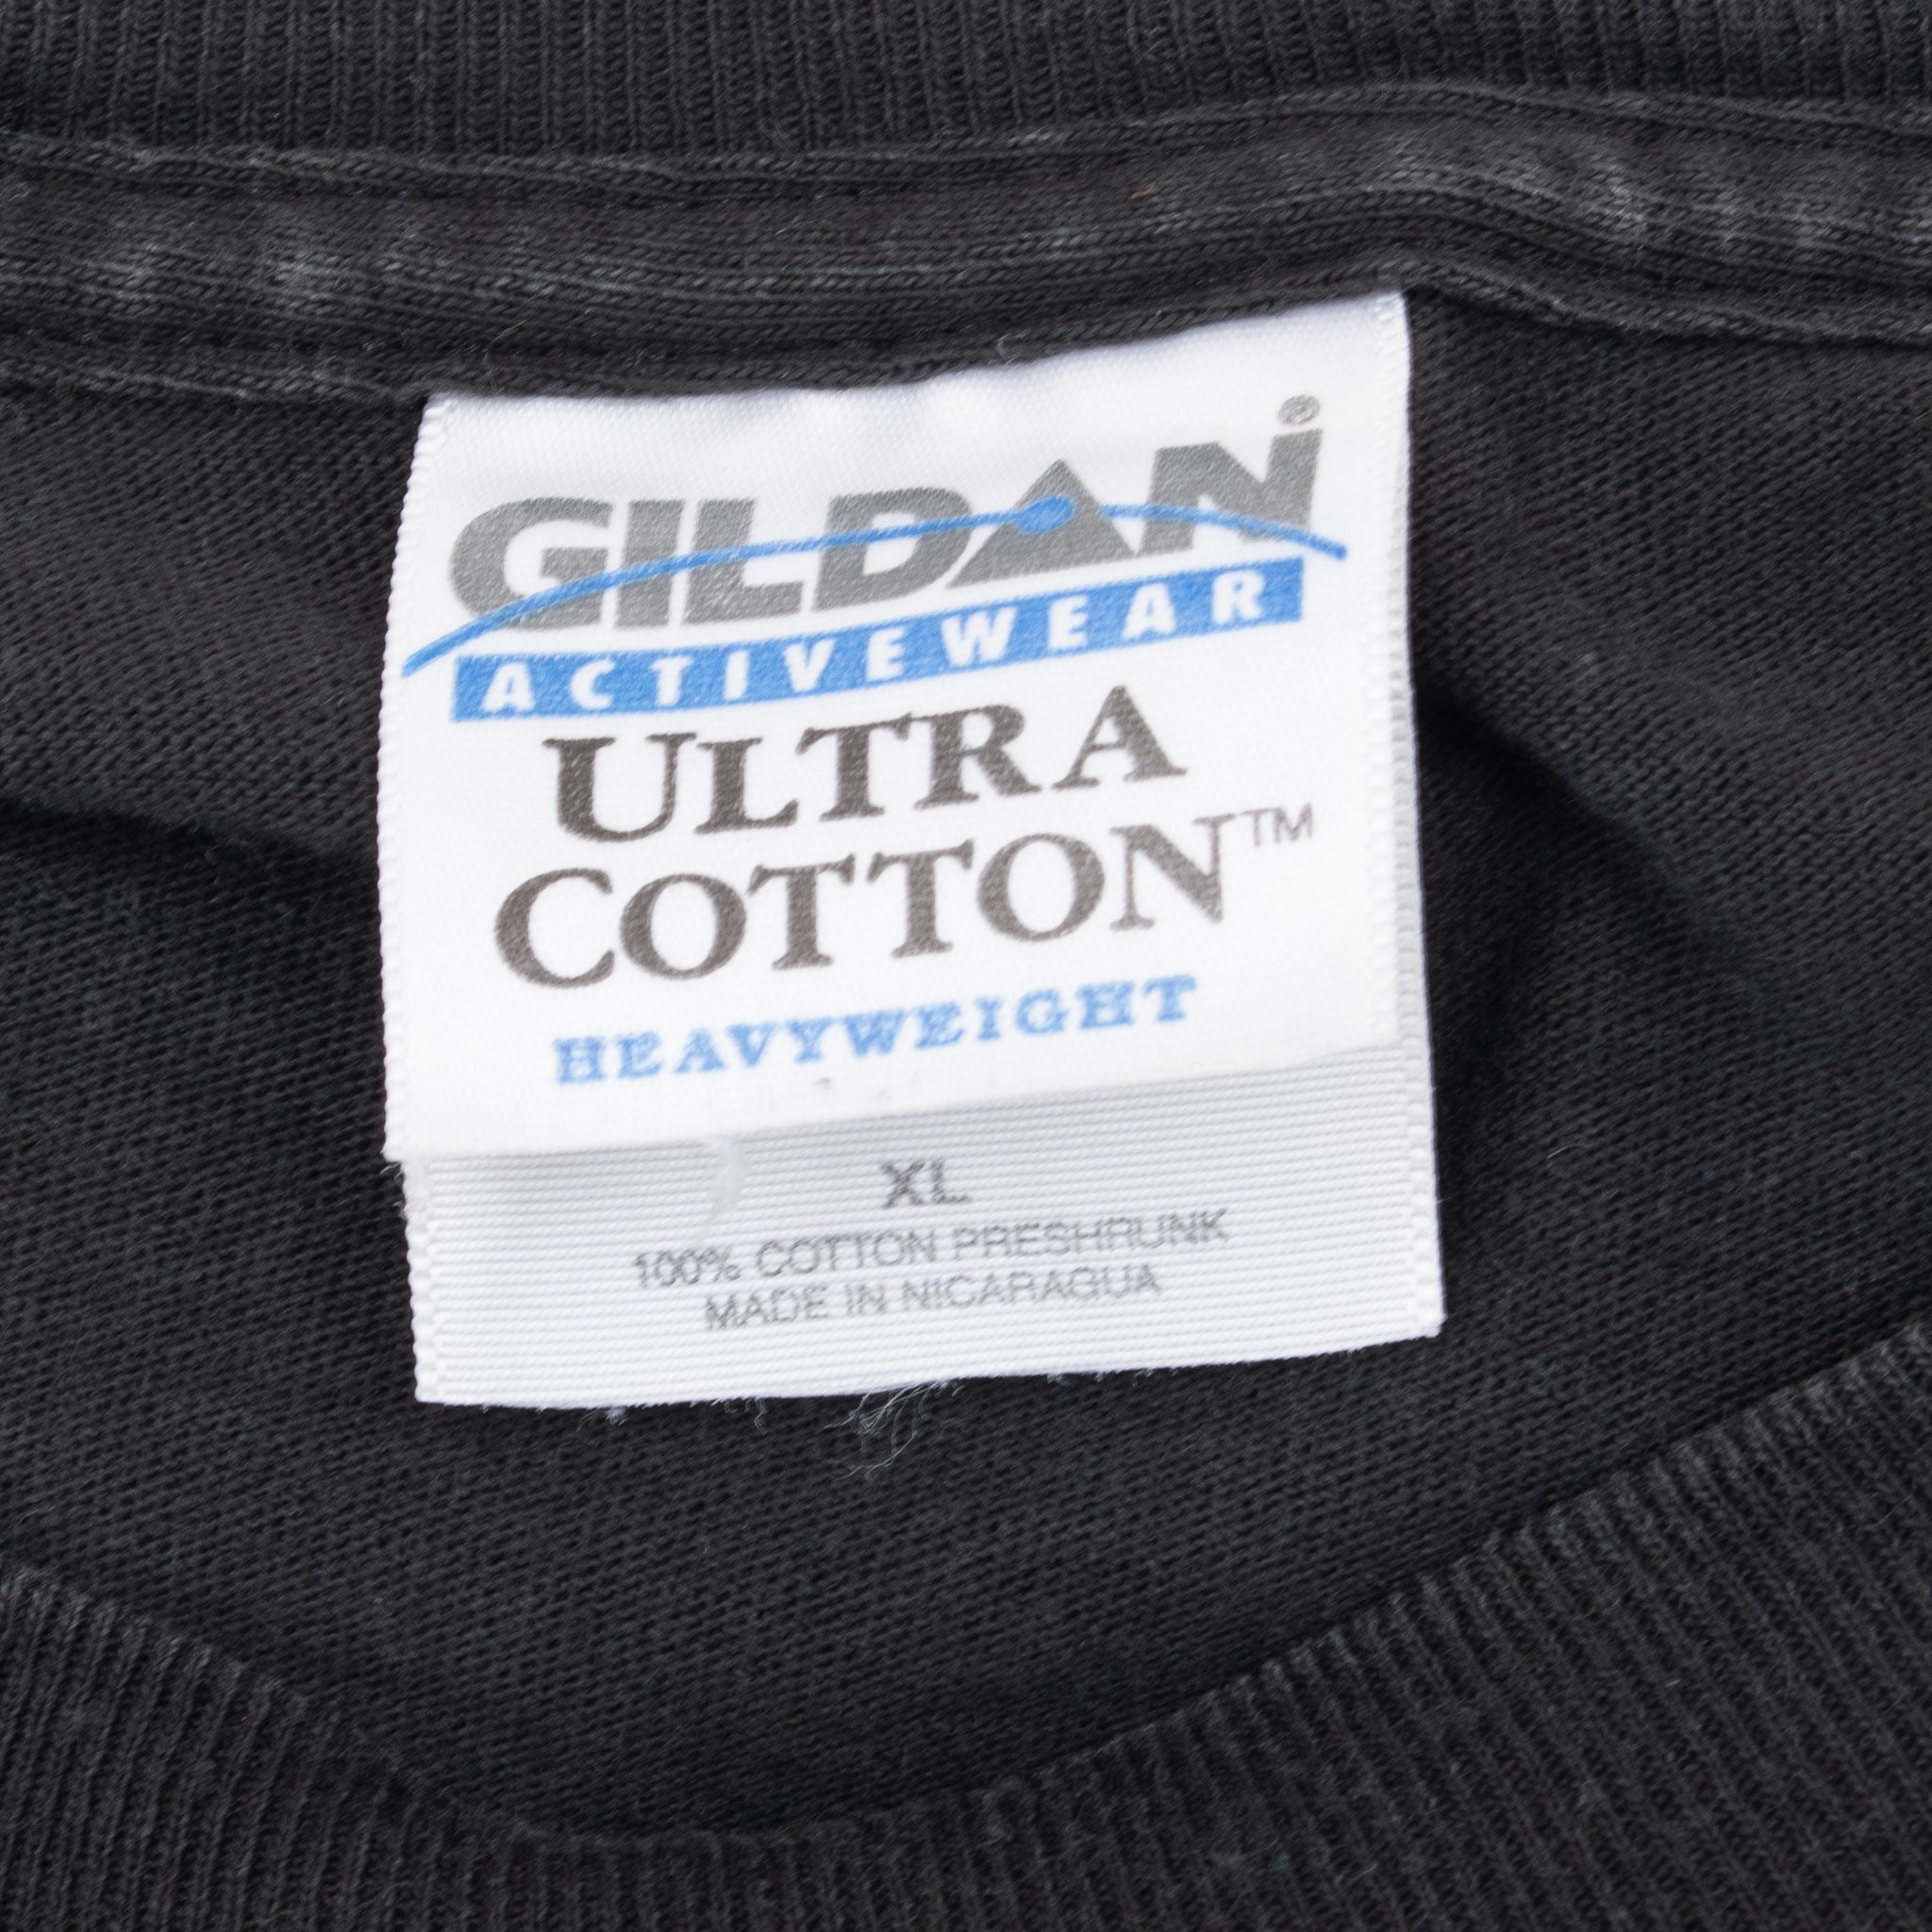 GILDAN®
ACTIVEWEAR
ULTRA
COTTON™
HEAVYWEIGHT
XL
100% COTTON PRESHRUNK
MADE IN NICARAGUA